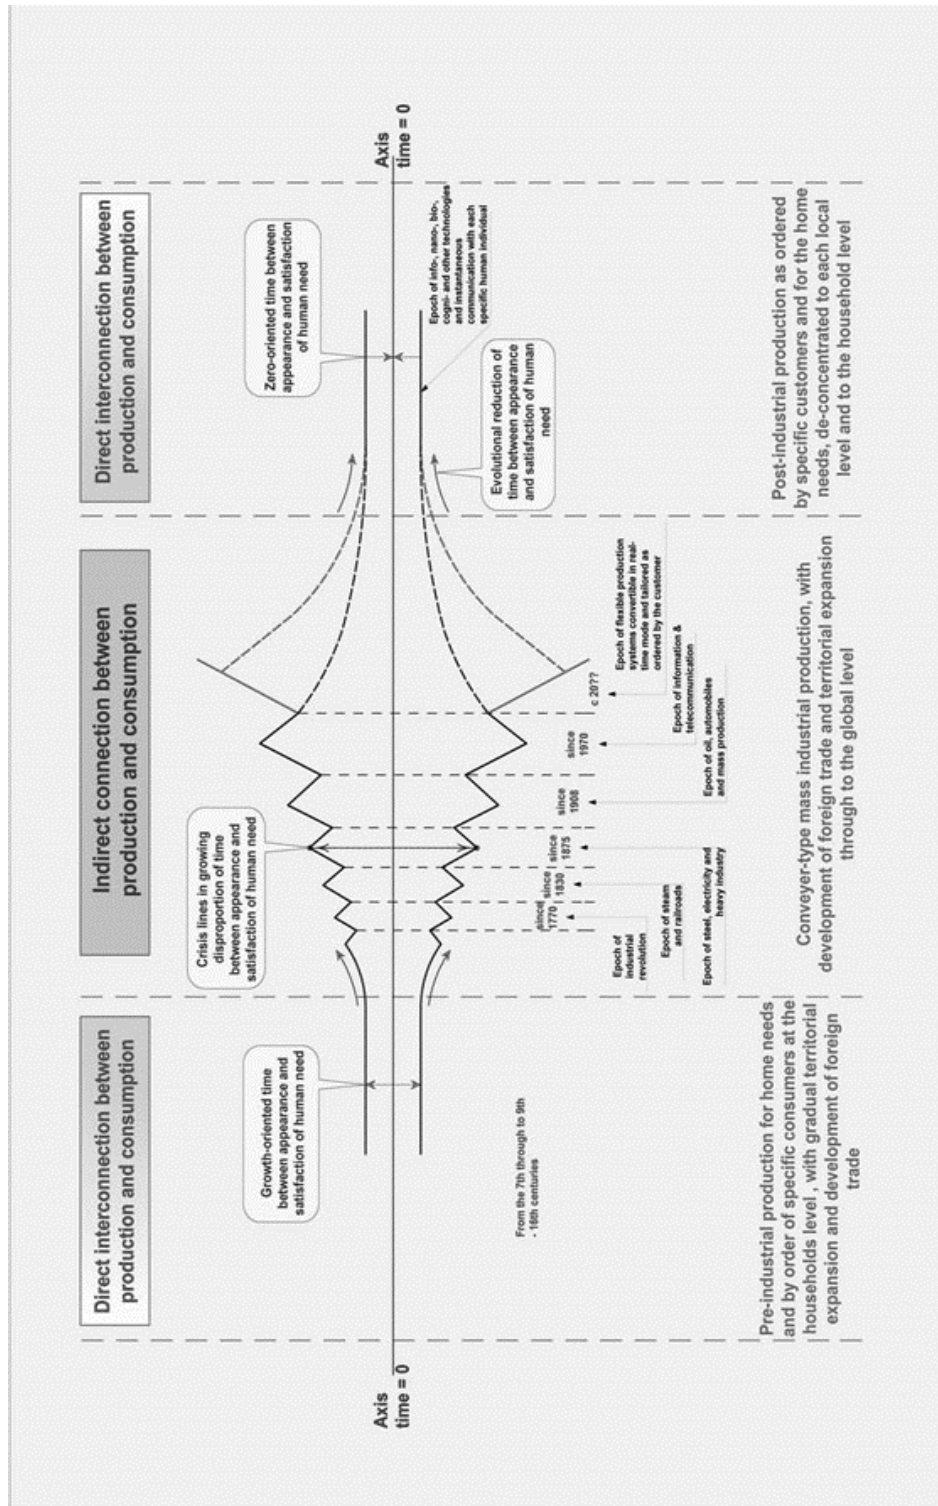 Direct interconnection between
production and consumption
Indirect connection between
production and consumption
Direct interconnection between
production and consumption
Growth-oriented time
between appearance and
satisfaction of human need
Crisis lines in growing
disproportion of time
between appearance and
satisfaction of human need
Zero-oriented time between
appearance and satisfaction
of human need
Axis
time = 0
Axis
time = 0
Epoch of info-, nano-, bio-,
cogni- and other technologies
and instantaneous
communication with each
specific human individual
Evolutional reduction of
time between appearance
and satisfaction of human
need
From the 7th through to 9th
- 16th centuries
since
1770
since
1830
since
1875
since
1908
since
1970
c 20??
Epoch of
industrial
revolution
Epoch of steam
and railroads
Epoch of steel, electricity and
heavy industry
Epoch of oil, automobiles
and mass production
Epoch of information &
telecommunication
Epoch of flexible production
systems convertible in real-
time mode and tailored as
ordered by the customer
Pre-industrial production for home needs
and by order of specific consumers at the
households level , with gradual territorial
expansion and development of foreign
trade
Conveyer-type mass industrial production, with
development of foreign trade and territorial expansion
through to the global level
Post-industrial production as ordered
by specific customers and for the home
needs, de-concentrated to each local
level and to the household level